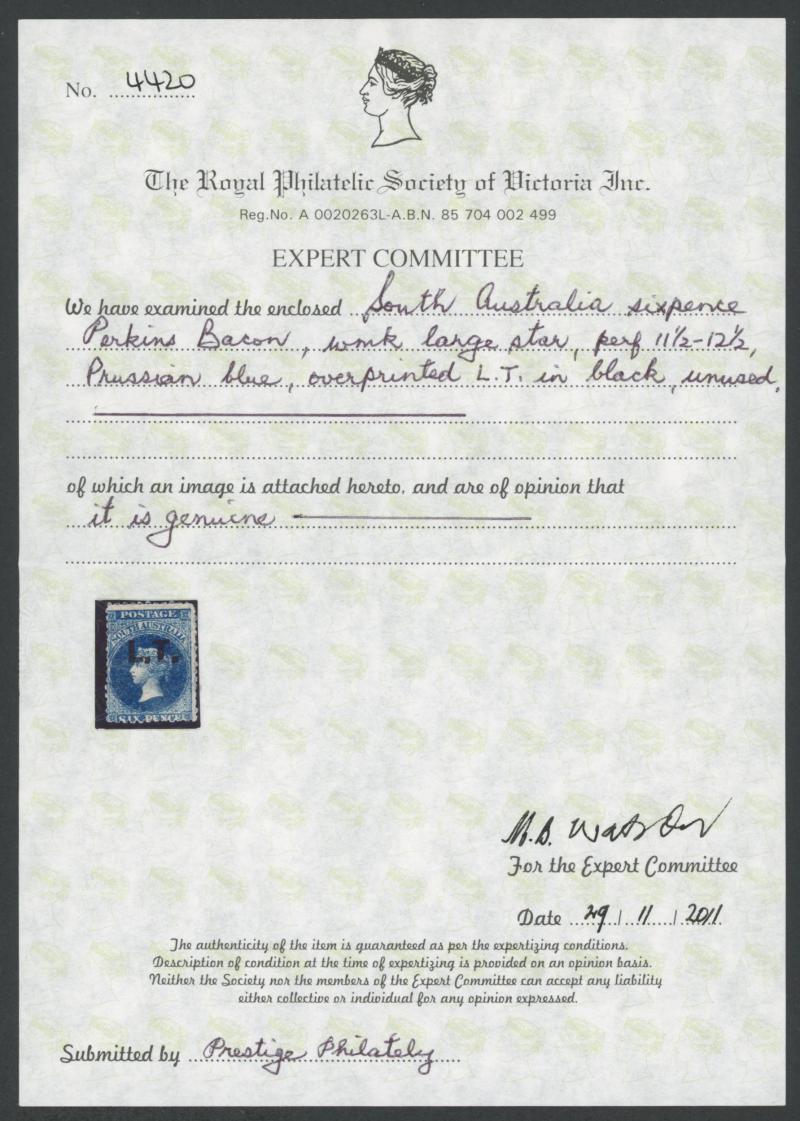 No. 4420
The Royal Philatelic Society of Victoria Inc.
Reg.No. A 0020263L-A.B.N. 85 704 002 499
EXPERT COMMITTEE
We have examined the enclosed South Australia sixpence
Perkins Bacon, wmk large star, perf 11½-12½,
Prussian blue, overprinted L.T. in black, unused,
of which an image is attached hereto, and are of opinion that
it is genuine
POSTAGE
SOUTH AUSTRALIA
L.T.
SIX PENCE
M.D. Watson
For the Expert Committee
Date 29 / 11 / 2011
The authenticity of the item is guaranteed as per the expertizing conditions.
Description of condition at the time of expertizing is provided on an opinion basis.
Neither the Society nor the members of the Expert Committee can accept any liability
either collective or individual for any opinion expressed.
Submitted by Prestige Philately